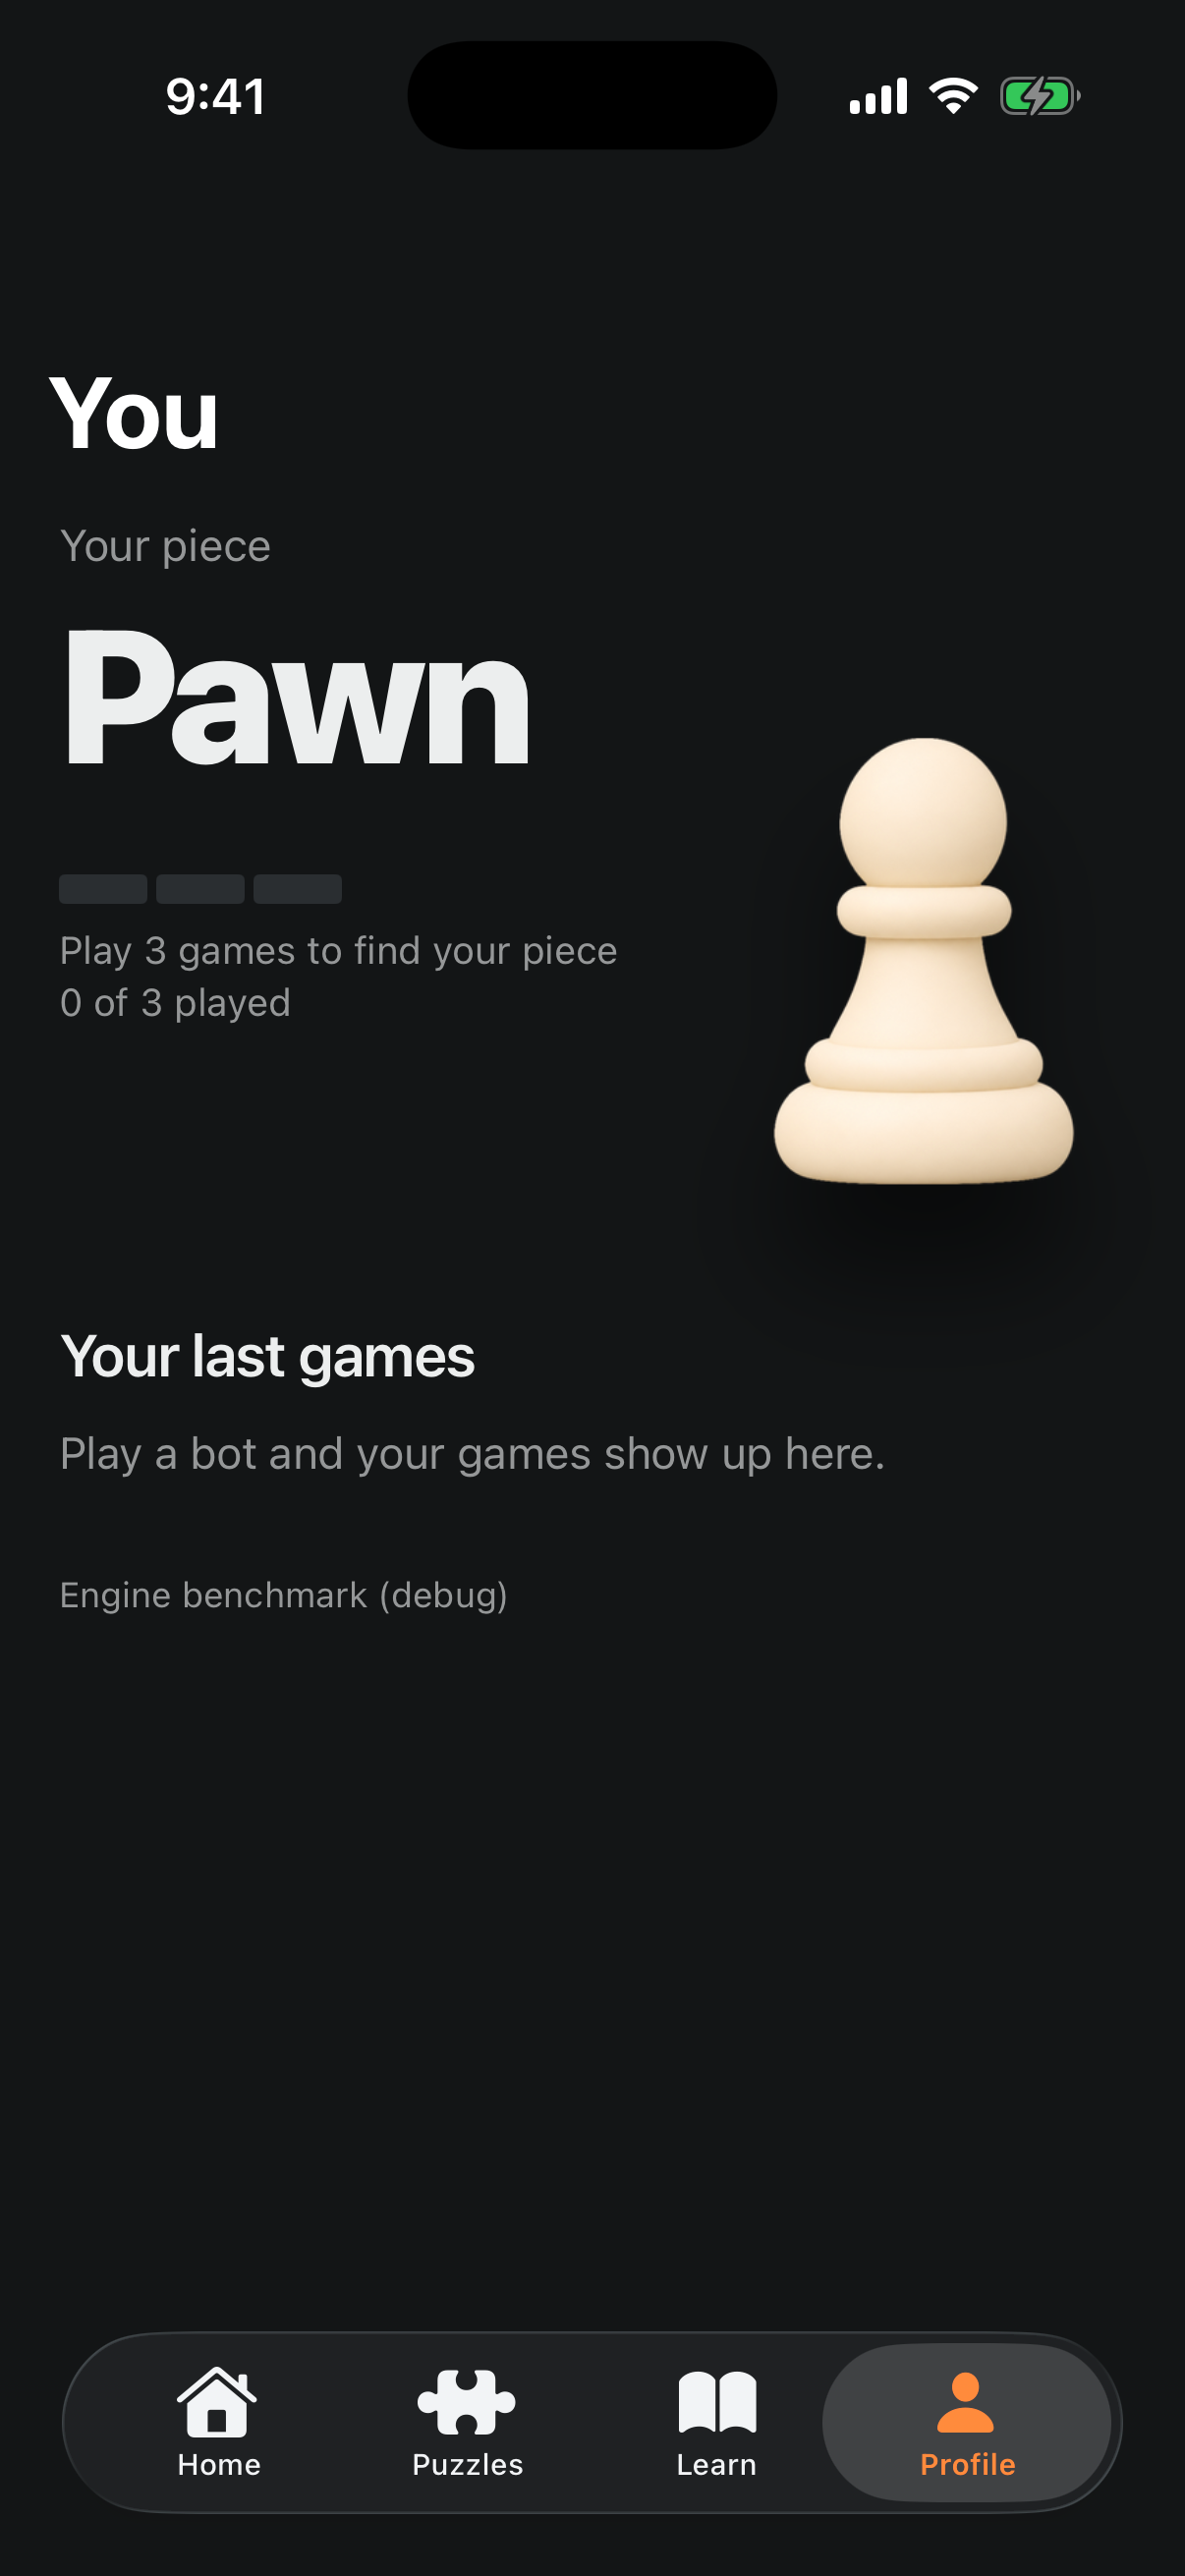 9:41
You
Your piece
Pawn
Play 3 games to find your piece
0 of 3 played
Your last games
Play a bot and your games show up here.
Engine benchmark (debug)
Home
Puzzles
Learn
Profile